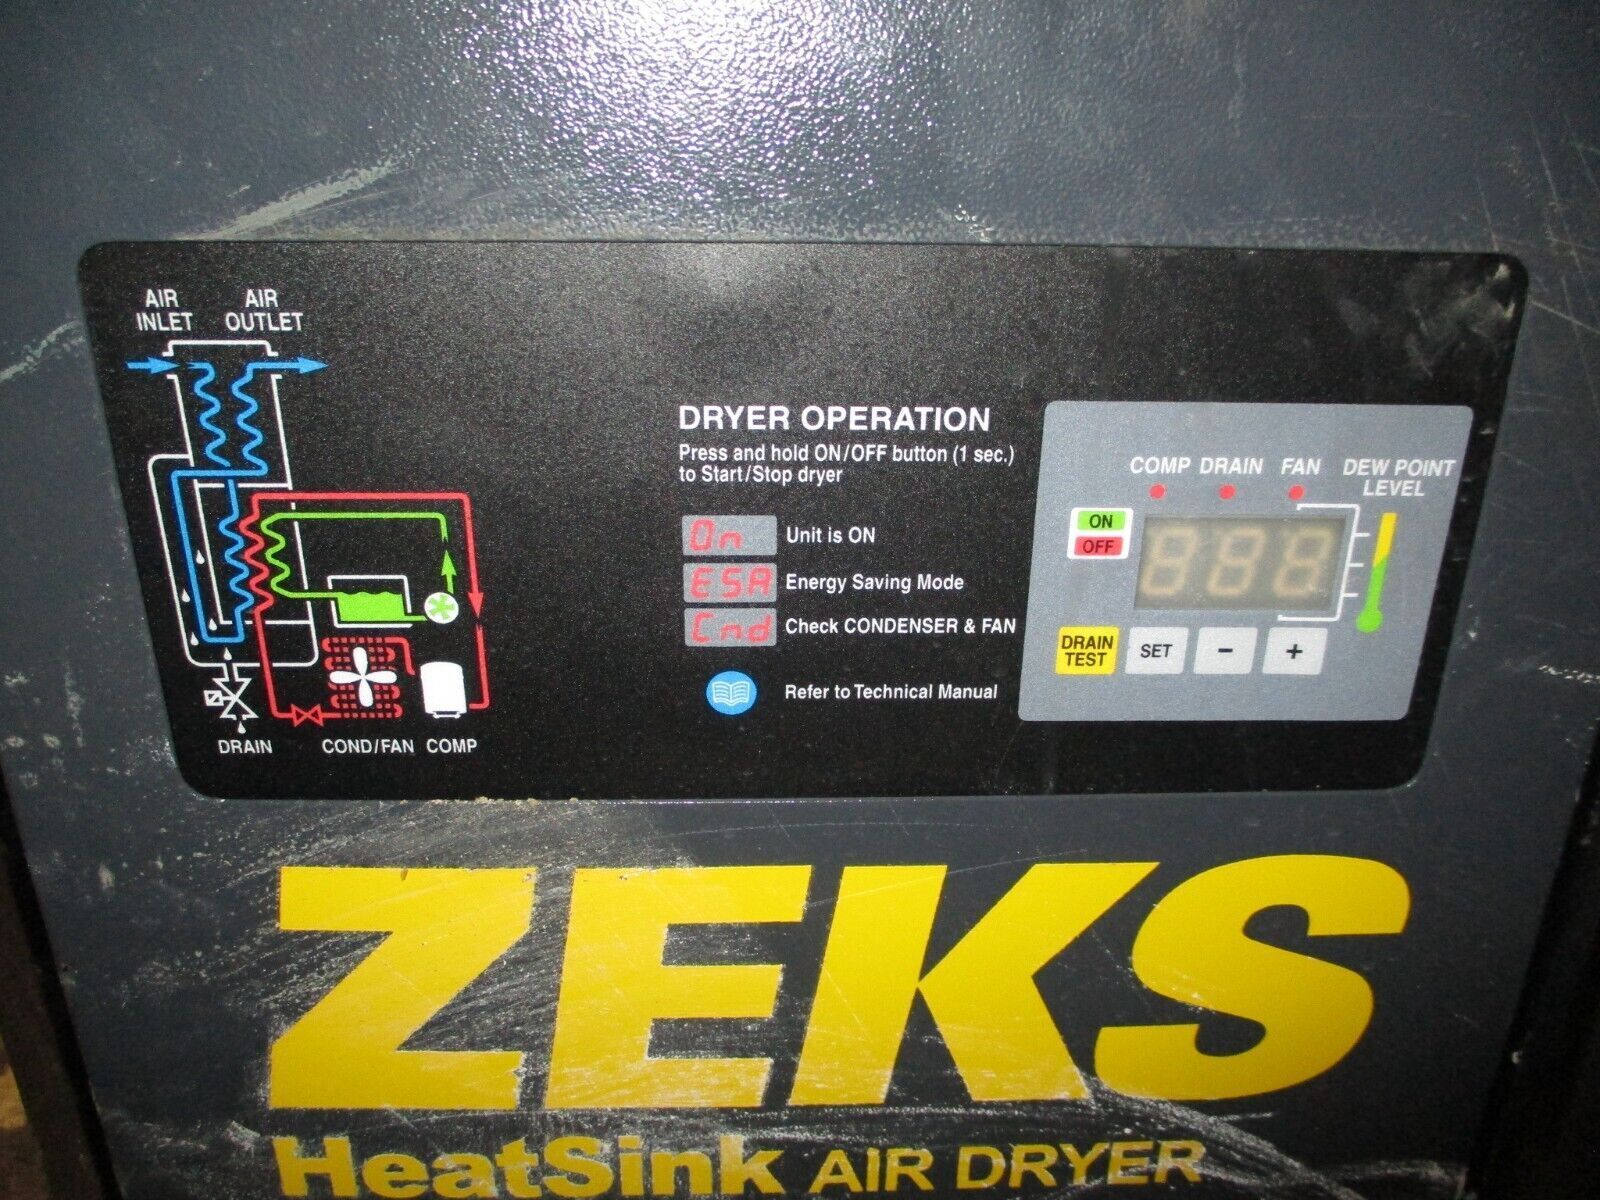 AIR INLET
AIR OUTLET
DRAIN
COND/FAN
COMP
DRYER OPERATION
Press and hold ON/OFF button (1 sec.)
to Start/Stop dryer
On Unit is ON
ESA Energy Saving Mode
Cnd Check CONDENSER & FAN
Refer to Technical Manual
COMP DRAIN FAN
DEW POINT
LEVEL
ON
OFF
888
DRAIN
TEST
SET
-
+
ZEKS
HeatSink AIR DRYER